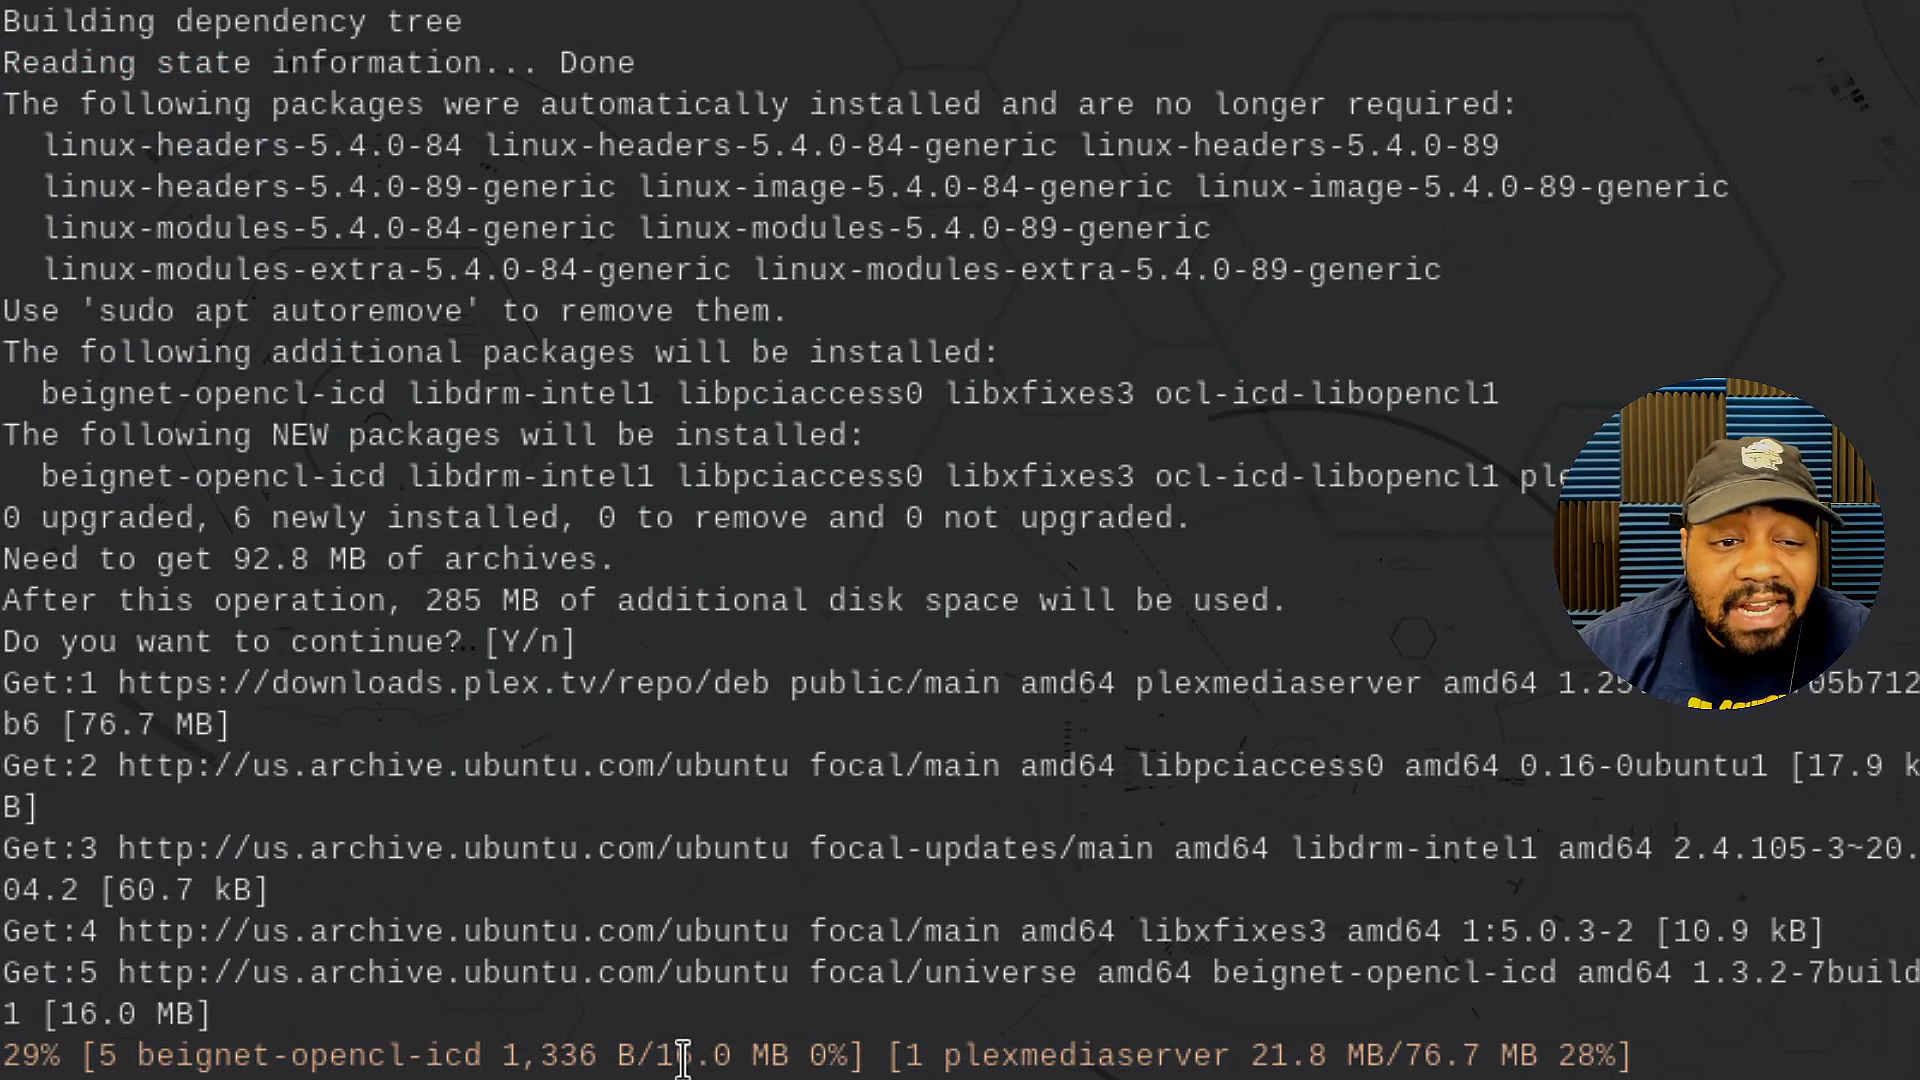 Building dependency tree
Reading state information... Done
The following packages were automatically installed and are no longer required:
linux-headers-5.4.0-84 linux-headers-5.4.0-84-generic linux-headers-5.4.0-89
linux-headers-5.4.0-89-generic linux-image-5.4.0-84-generic linux-image-5.4.0-89-generic
linux-modules-5.4.0-84-generic linux-modules-5.4.0-89-generic
linux-modules-extra-5.4.0-84-generic linux-modules-extra-5.4.0-89-generic
Use 'sudo apt autoremove' to remove them.
The following additional packages will be installed:
beignet-opencl-icd libdrm-intel1 libpciaccess0 libxfixes3 ocl-icd-libopencl1
The following NEW packages will be installed:
beignet-opencl-icd libdrm-intel1 libpciaccess0 libxfixes3 ocl-icd-libopencl1
0 upgraded, 6 newly installed, 0 to remove and 0 not upgraded.
Need to get 92.8 MB of archives.
After this operation, 285 MB of additional disk space will be used.
Do you want to continue? [Y/n]
Get:1 https://downloads.plex.tv/repo/deb public/main amd64 plexmediaserver amd64
b6 [76.7 MB]
Get:2 http://us.archive.ubuntu.com/ubuntu focal/main amd64 libpciaccess0 amd64 0.16-0ubuntu1 [17.9 k
B]
Get:3 http://us.archive.ubuntu.com/ubuntu focal-updates/main amd64 libdrm-intel1 amd64 2.4.105-3~20.
04.2 [60.7 kB]
Get:4 http://us.archive.ubuntu.com/ubuntu focal/main amd64 libxfixes3 amd64 1:5.0.3-2 [10.9 kB]
Get:5 http://us.archive.ubuntu.com/ubuntu focal/universe amd64 beignet-opencl-icd amd64 1.3.2-7build
1 [16.0 MB]
29% [5 beignet-opencl-icd 1,336 B/16.0 MB 0%] [1 plexmediaserver 21.8 MB/76.7 MB 28%]